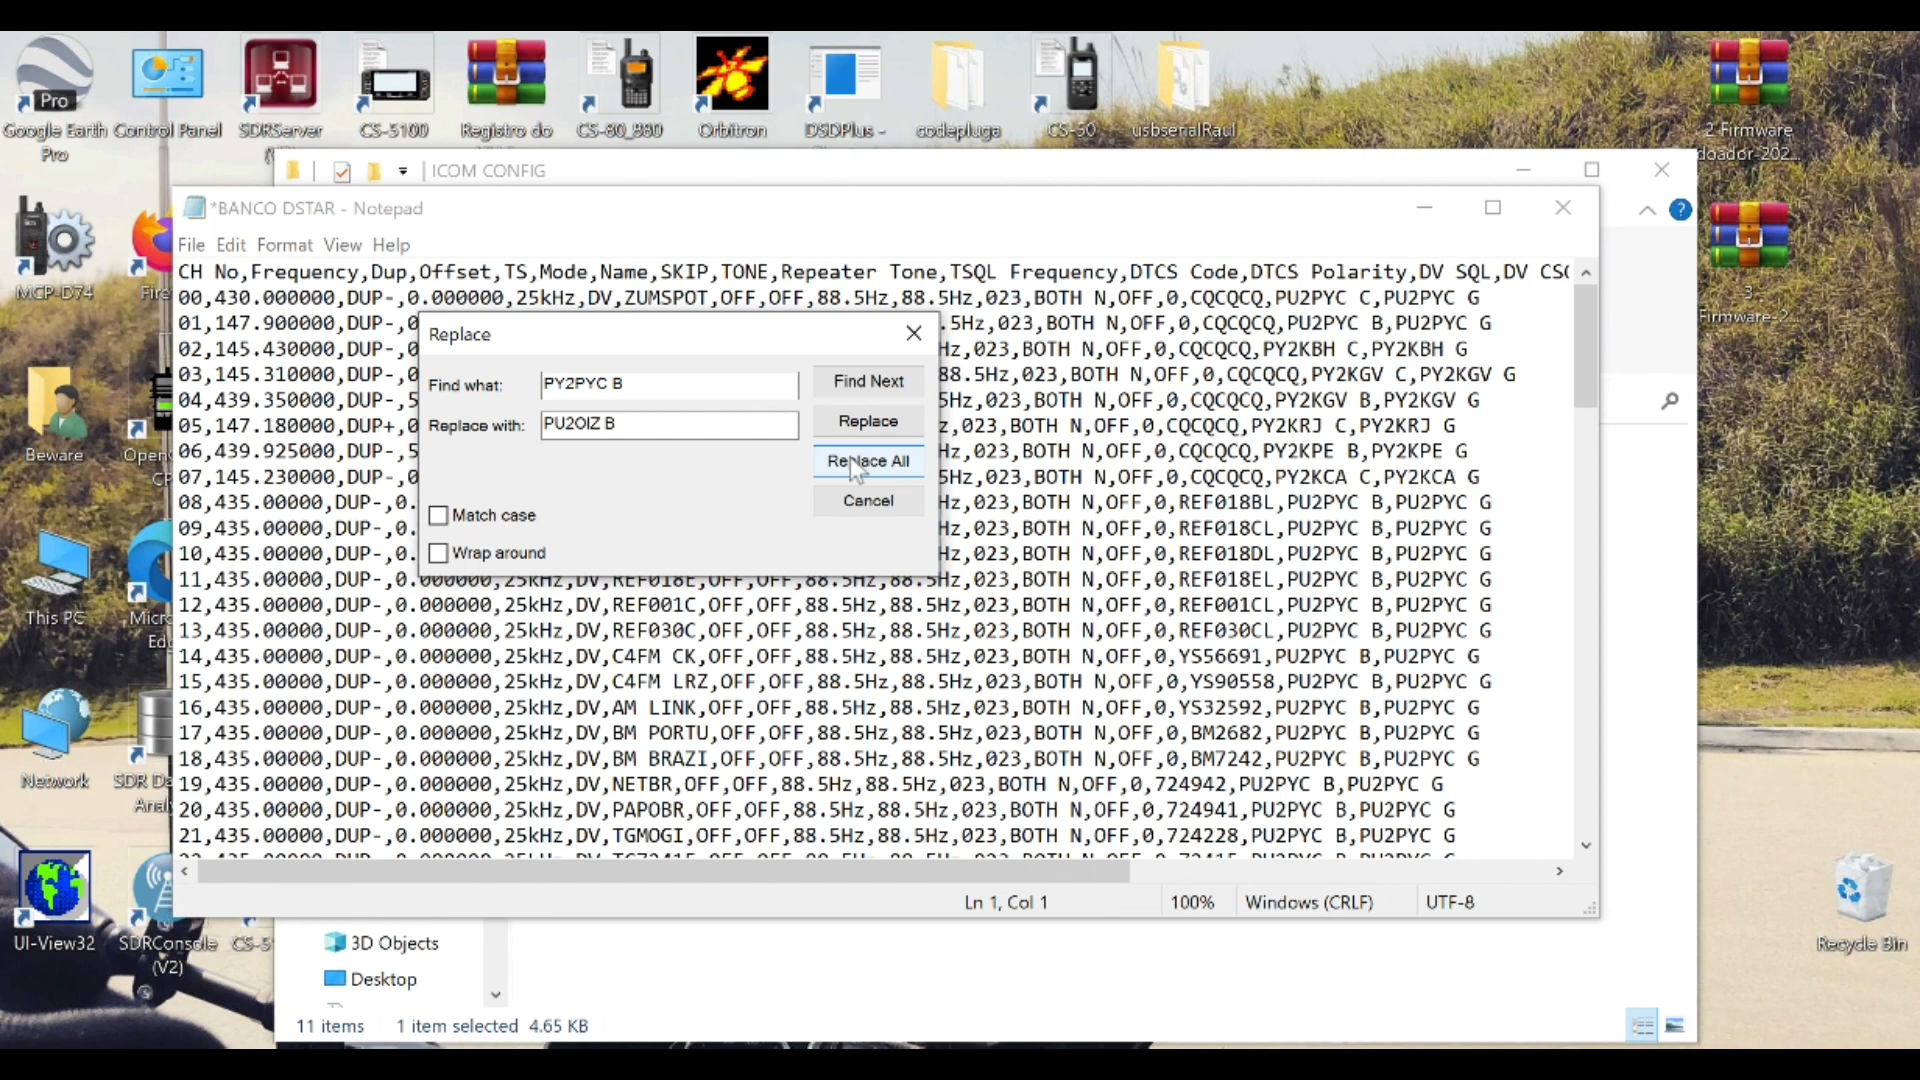 Pro
Google Earth Pro
Control Panel
SDRServer
CS-5100
Registro do
CS-80_880
Orbitron
DSDPlus -
codepluga
CS-50
usbserialRaul
2 Firmware
doador-202...
ICOM CONFIG
*BANCO DSTAR - Notepad
File Edit Format View Help
CH No,Frequency,Dup,Offset,TS,Mode,Name,SKIP,TONE,Repeater Tone,TSQL Frequency,DTCS Code,DTCS Polarity,DV SQL,DV CSC
00,430.000000,DUP-,0.000000,25kHz,DV,ZUMSPOT,OFF,OFF,88.5Hz,88.5Hz,023,BOTH N,OFF,0,CQCQCQ,PU2PYC C,PU2PYC G
01,147.900000,DUP-,0 .5Hz,023,BOTH N,OFF,0,CQCQCQ,PU2PYC B,PU2PYC G
02,145.430000,DUP-,0 Hz,023,BOTH N,OFF,0,CQCQCQ,PY2KBH C,PY2KBH G
03,145.310000,DUP-,0 88.5Hz,023,BOTH N,OFF,0,CQCQCQ,PY2KGV C,PY2KGV G
04,439.350000,DUP-,5 5Hz,023,BOTH N,OFF,0,CQCQCQ,PY2KGV B,PY2KGV G
05,147.180000,DUP+,0 z,023,BOTH N,OFF,0,CQCQCQ,PY2KRJ C,PY2KRJ G
06,439.925000,DUP-,5 5Hz,023,BOTH N,OFF,0,CQCQCQ,PY2KPE B,PY2KPE G
07,145.230000,DUP-,0 Hz,023,BOTH N,OFF,0,CQCQCQ,PY2KCA C,PY2KCA G
08,435.00000,DUP-,0. Hz,023,BOTH N,OFF,0,REF018BL,PU2PYC B,PU2PYC G
09,435.00000,DUP-,0. Hz,023,BOTH N,OFF,0,REF018CL,PU2PYC B,PU2PYC G
10,435.00000,DUP-,0. Hz,023,BOTH N,OFF,0,REF018DL,PU2PYC B,PU2PYC G
11,435.00000,DUP-,0.000000,25kHz,DV,REF018E,OFF,OFF,88.5Hz,88.5Hz,023,BOTH N,OFF,0,REF018EL,PU2PYC B,PU2PYC G
12,435.00000,DUP-,0.000000,25kHz,DV,REF001C,OFF,OFF,88.5Hz,88.5Hz,023,BOTH N,OFF,0,REF001CL,PU2PYC B,PU2PYC G
13,435.00000,DUP-,0.000000,25kHz,DV,REF030C,OFF,OFF,88.5Hz,88.5Hz,023,BOTH N,OFF,0,REF030CL,PU2PYC B,PU2PYC G
14,435.00000,DUP-,0.000000,25kHz,DV,C4FM CK,OFF,OFF,88.5Hz,88.5Hz,023,BOTH N,OFF,0,YS56691,PU2PYC B,PU2PYC G
15,435.00000,DUP-,0.000000,25kHz,DV,C4FM LRZ,OFF,OFF,88.5Hz,88.5Hz,023,BOTH N,OFF,0,YS90558,PU2PYC B,PU2PYC G
16,435.00000,DUP-,0.000000,25kHz,DV,AM LINK,OFF,OFF,88.5Hz,88.5Hz,023,BOTH N,OFF,0,YS32592,PU2PYC B,PU2PYC G
17,435.00000,DUP-,0.000000,25kHz,DV,BM PORTU,OFF,OFF,88.5Hz,88.5Hz,023,BOTH N,OFF,0,BM2682,PU2PYC B,PU2PYC G
18,435.00000,DUP-,0.000000,25kHz,DV,BM BRAZI,OFF,OFF,88.5Hz,88.5Hz,023,BOTH N,OFF,0,BM7242,PU2PYC B,PU2PYC G
19,435.00000,DUP-,0.000000,25kHz,DV,NETBR,OFF,OFF,88.5Hz,88.5Hz,023,BOTH N,OFF,0,724942,PU2PYC B,PU2PYC G
20,435.00000,DUP-,0.000000,25kHz,DV,PAPOBR,OFF,OFF,88.5Hz,88.5Hz,023,BOTH N,OFF,0,724941,PU2PYC B,PU2PYC G
21,435.00000,DUP-,0.000000,25kHz,DV,TGMOGI,OFF,OFF,88.5Hz,88.5Hz,023,BOTH N,OFF,0,724228,PU2PYC B,PU2PYC G
Replace
Find what: PY2PYC B
Replace with: PU2OIZ B
Find Next
Replace
Replace All
Cancel
Match case
Wrap around
Ln 1, Col 1 100% Windows (CRLF) UTF-8
3D Objects
Desktop
11 items 1 item selected 4.65 KB
MCP-D74
Fire
Beware
Open
CP
This PC
Micro
Edg
Network
SDR Da
Analy
UI-View32
SDRConsole
(V2)
CS-5
3
Firmware-2...
Recycle Bin